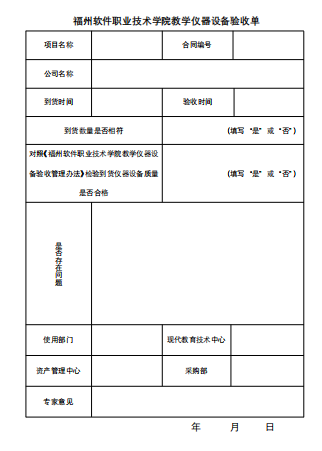 福州软件职业技术学院教学仪器设备验收单
项目名称 合同编号
公司名称
到货时间 验收时间
到货数量是否相符 （填写 “是” 或 “否”）
对照《福州软件职业技术学院教学仪器设
备验收管理办法》检验到货仪器设备质量
是否合格
（填写 “是” 或 “否”）
是否存在问题
使用部门 现代教育技术中心
资产管理中心 采购部
专家意见
年 月 日